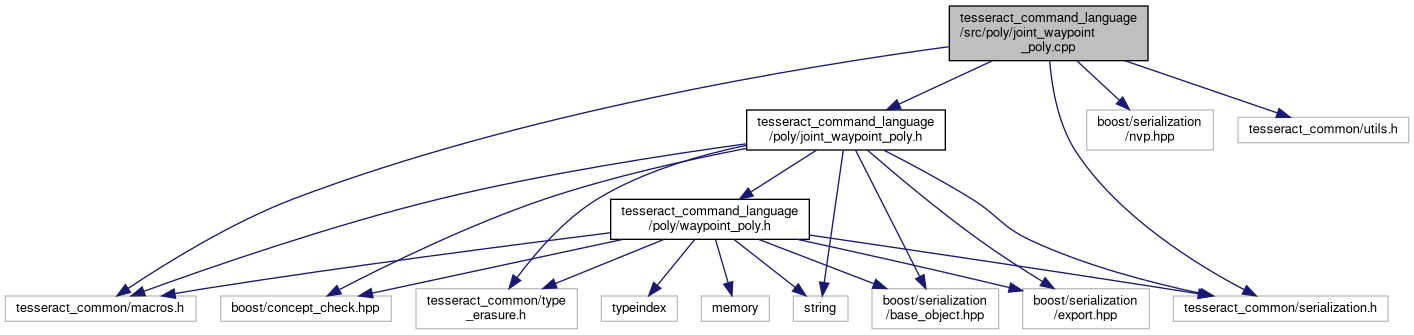 tesseract_command_language
/src/poly/joint_waypoint
_poly.cpp
tesseract_command_language
/poly/joint_waypoint_poly.h
boost/serialization
/nvp.hpp
tesseract_common/utils.h
tesseract_command_language
/poly/waypoint_poly.h
tesseract_common/macros.h
boost/concept_check.hpp
tesseract_common/type
_erasure.h
typeindex
memory
string
boost/serialization
/base_object.hpp
boost/serialization
/export.hpp
tesseract_common/serialization.h